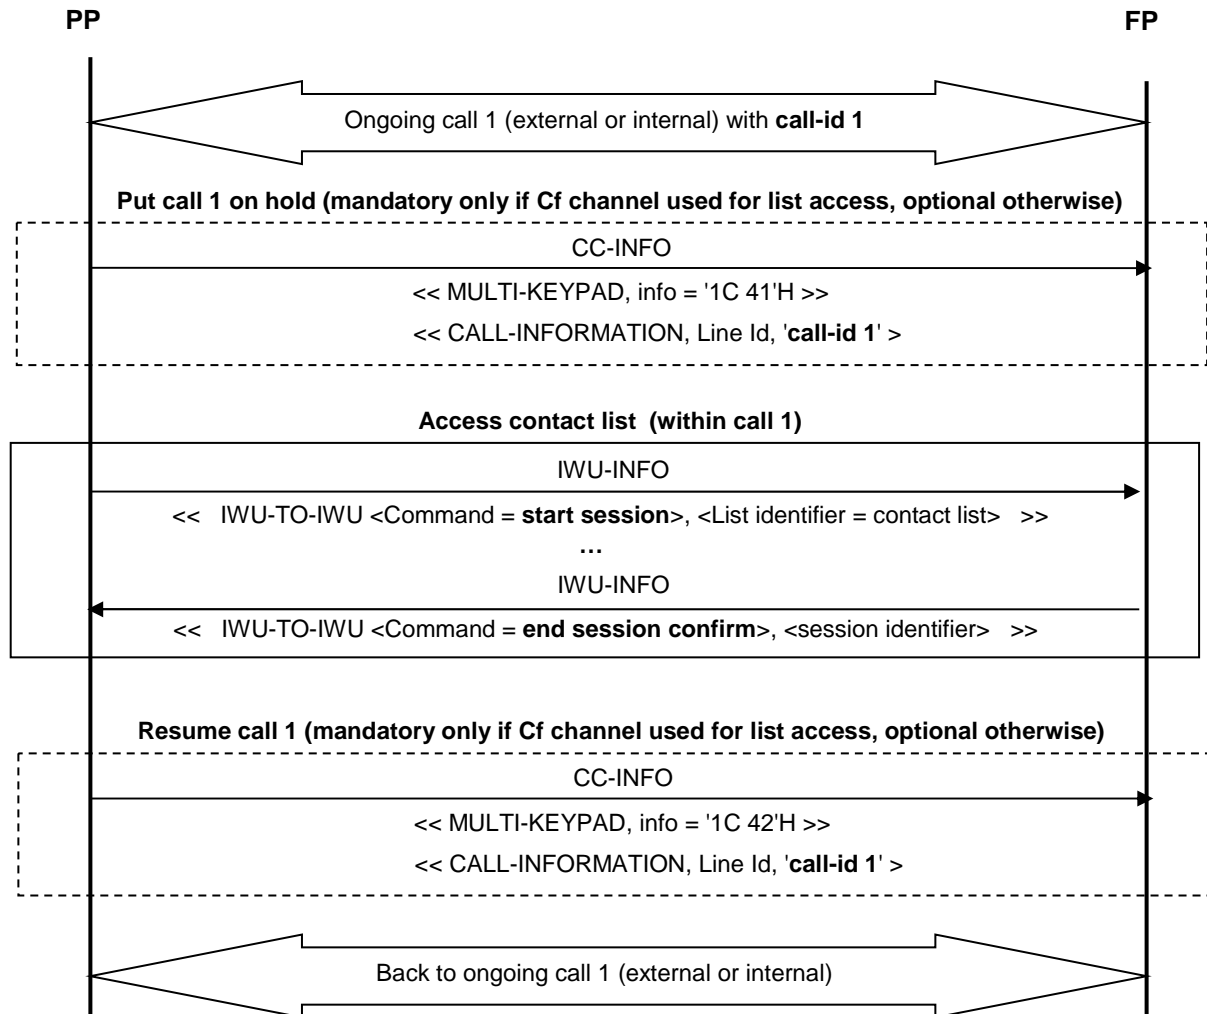 PP
FP
Ongoing call 1 (external or internal) with call-id 1
Put call 1 on hold (mandatory only if Cf channel used for list access, optional otherwise)
CC-INFO
<< MULTI-KEYPAD, info = '1C 41'H >>
<< CALL-INFORMATION, Line Id, 'call-id 1' >
Access contact list (within call 1)
IWU-INFO
<< IWU-TO-IWU <Command = start session>, <List identifier = contact list> >>
...
IWU-INFO
<< IWU-TO-IWU <Command = end session confirm>, <session identifier> >>
Resume call 1 (mandatory only if Cf channel used for list access, optional otherwise)
CC-INFO
<< MULTI-KEYPAD, info = '1C 42'H >>
<< CALL-INFORMATION, Line Id, 'call-id 1' >
Back to ongoing call 1 (external or internal)